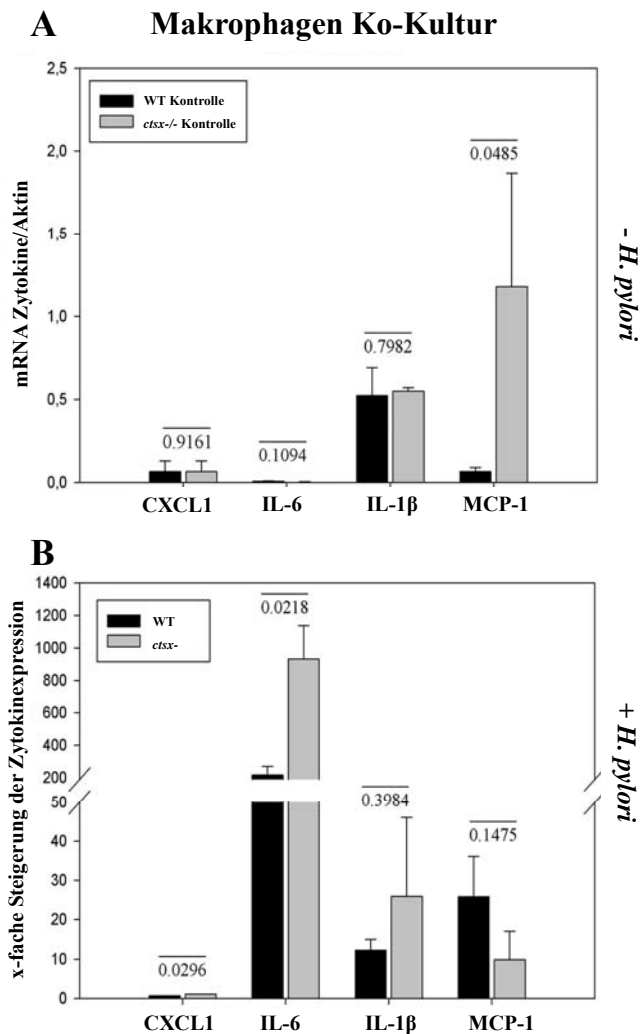 A Makrophagen Ko-Kultur
mRNA Zytokine/Aktin
2,5
2,0
1,5
1,0
0,5
0,0
WT Kontrolle
ctsx-/- Kontrolle
0.9161
0.1094
0.7982
0.0485
CXCL1 IL-6 IL-1β MCP-1
- H. pylori
B
x-fache Steigerung der Zytokinexpression
1400
1200
1000
800
600
400
200
50
40
30
20
10
0
WT
ctsx-
0.0296
0.0218
0.3984
0.1475
CXCL1 IL-6 IL-1β MCP-1
+ H. pylori